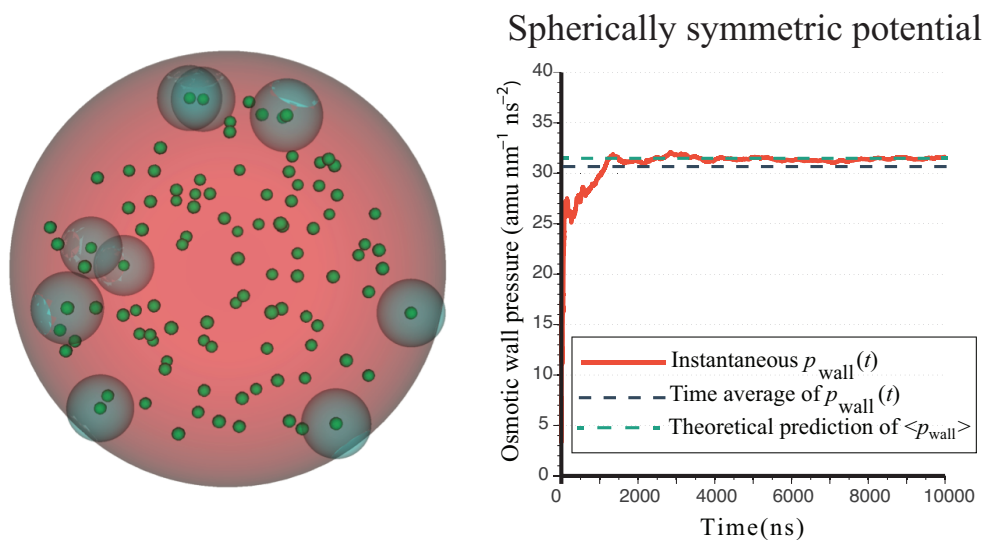 Spherically symmetric potential
Osmotic wall pressure (amu nm⁻¹ ns⁻²)
40
35
30
25
20
15
10
5
0
Instantaneous p_wall(t)
Time average of p_wall(t)
Theoretical prediction of <p_wall>
0 2000 4000 6000 8000 10000
Time(ns)